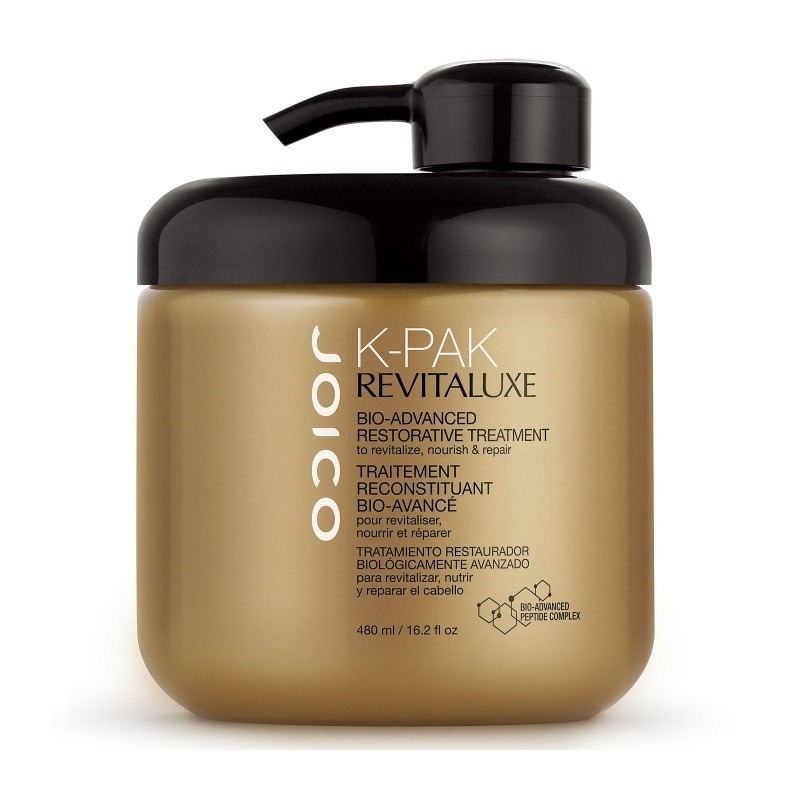 JOICO
K-PAK
REVITALUXE
BIO-ADVANCED
RESTORATIVE TREATMENT
to revitalize, nourish & repair
TRAITEMENT
RECONSTITUANT
BIO-AVANCÉ
pour revitaliser,
nourrir et réparer
TRATAMIENTO RESTAURADOR
BIOLÓGICAMENTE AVANZADO
para revitalizar, nutrir
y reparar el cabello
BIO-ADVANCED
PEPTIDE COMPLEX
480 ml / 16.2 fl oz